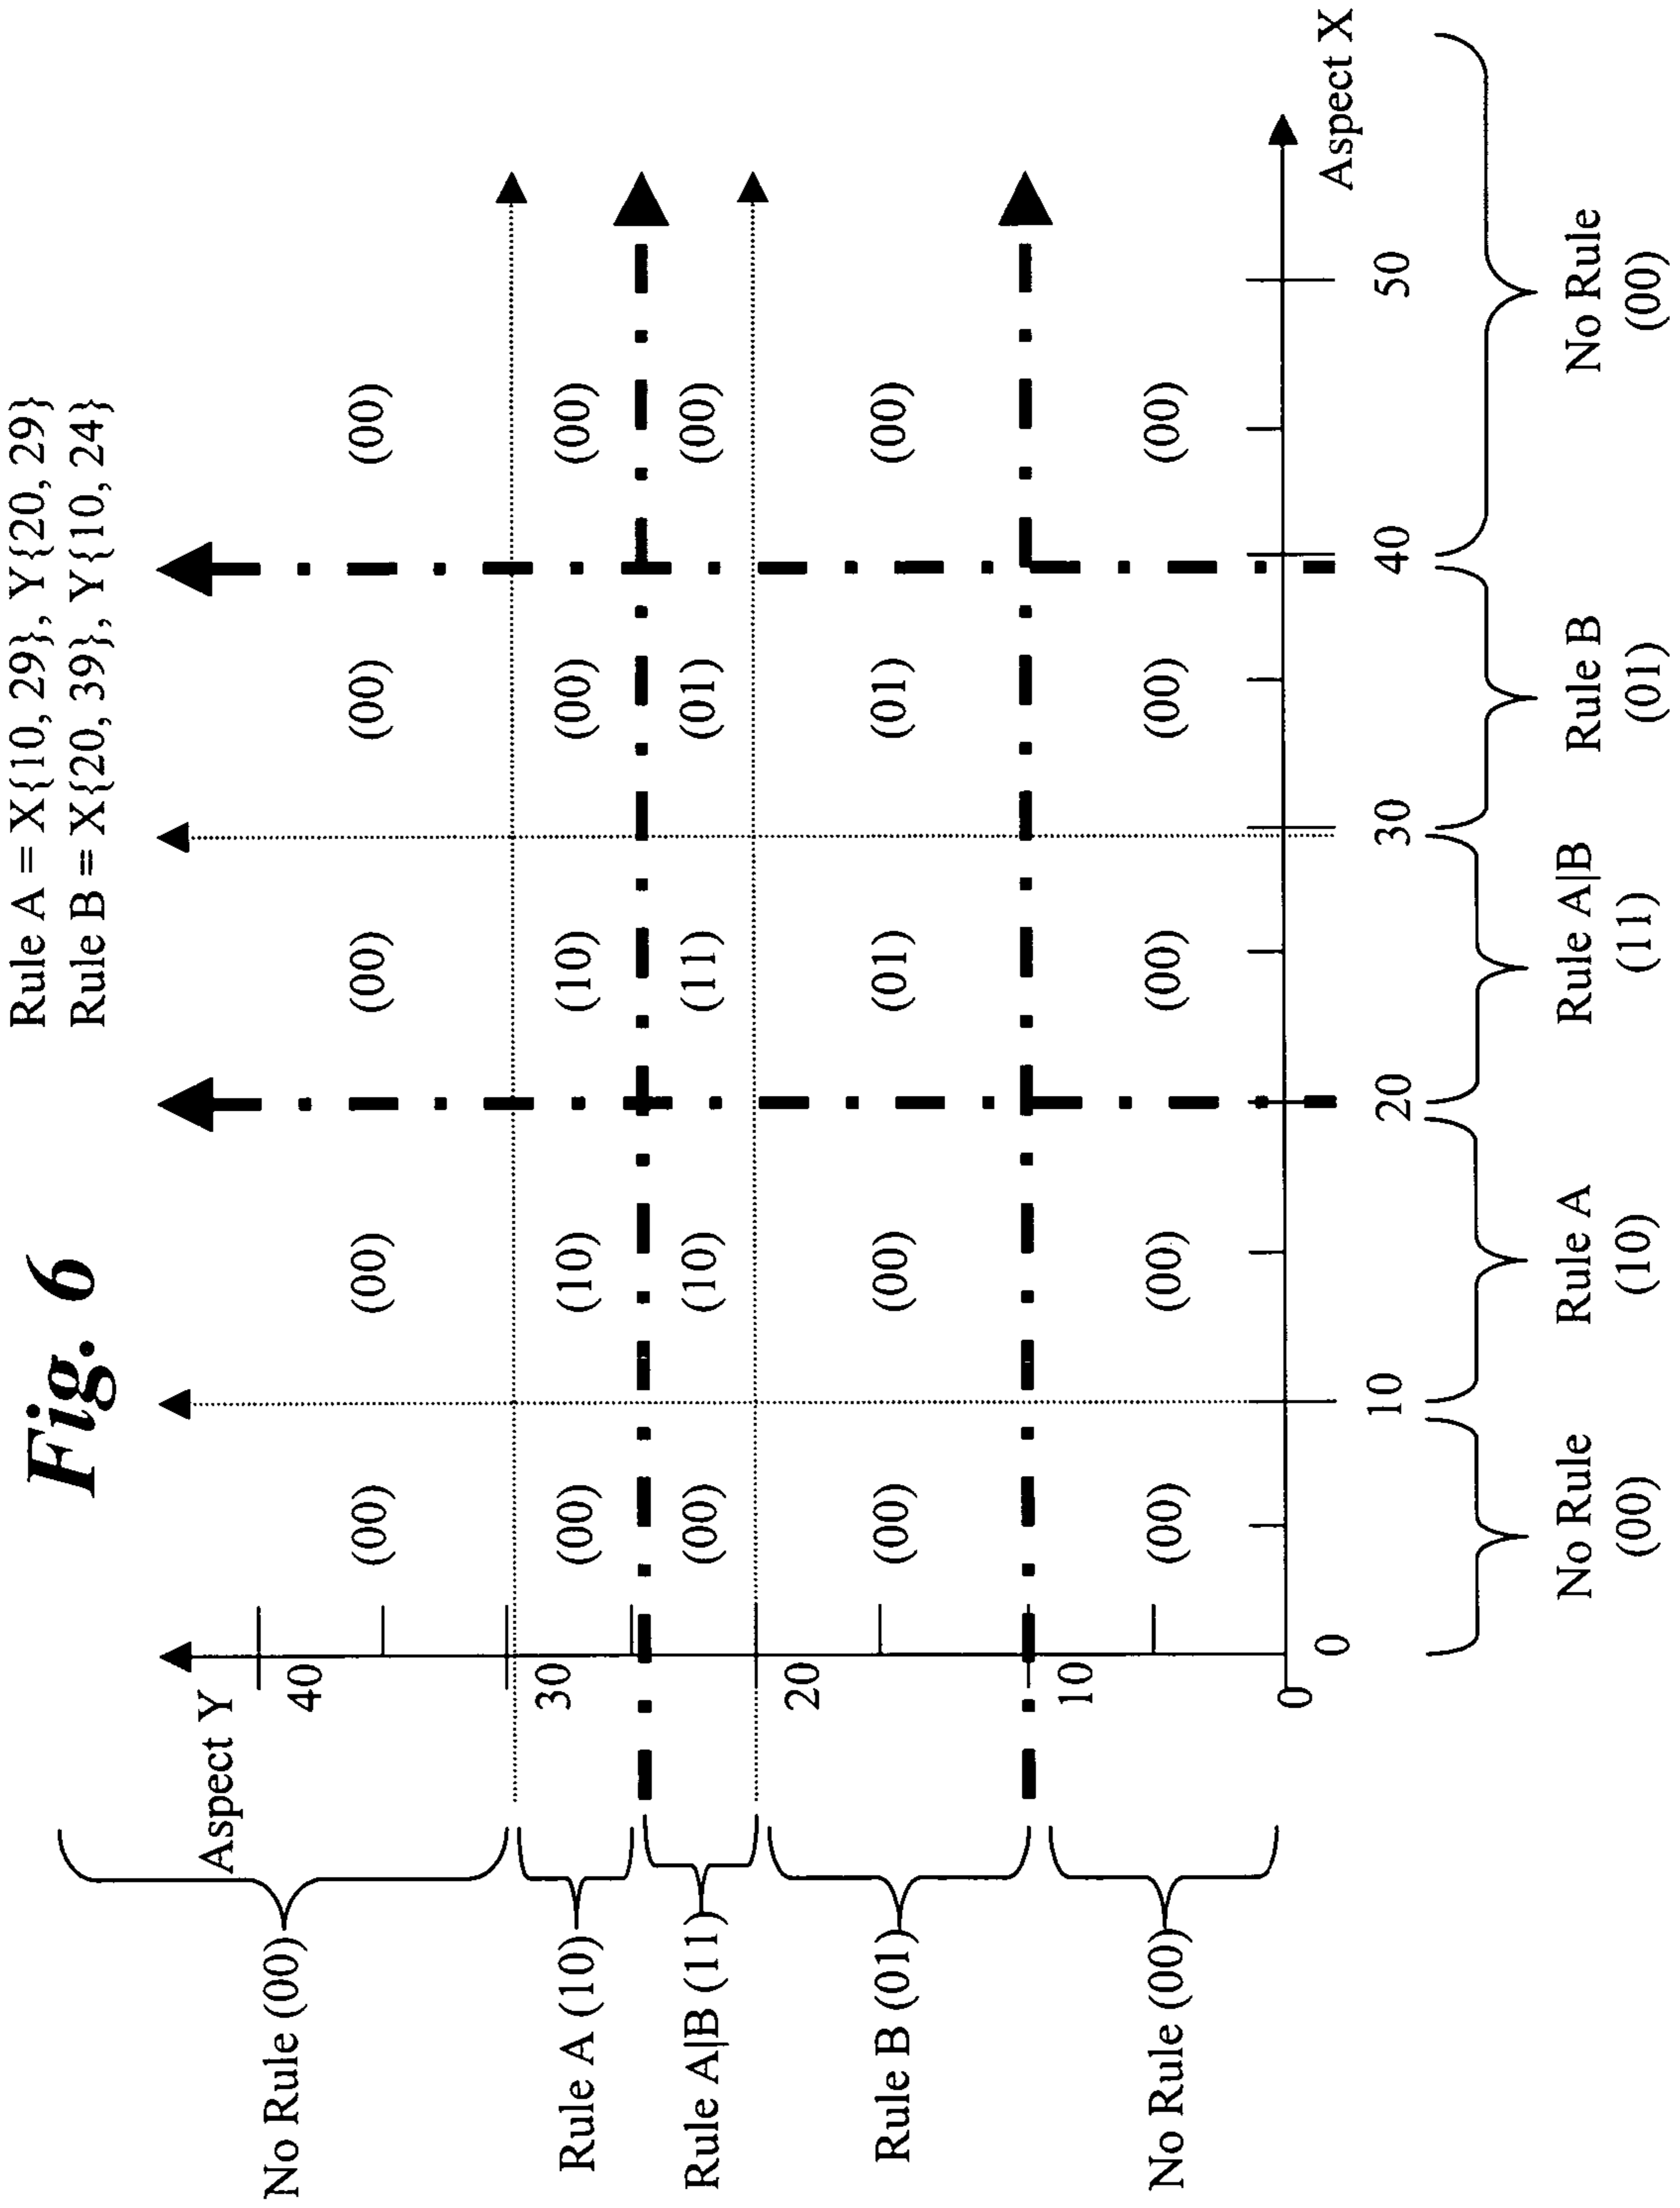 Fig. 6
Rule A = X{10, 29}, Y{20, 29}
Rule B = X{20, 39}, Y{10, 24}
Aspect Y
40
No Rule (00) (00) (00) (00) (00) (00)
30
Rule A (10) (00) (10) (10) (00) (00)
Rule A|B (11) (00) (10) (11) (01) (00)
20
Rule B (01) (00) (00) (01) (01) (00)
10
No Rule (00) (00) (00) (00) (00) (00)
0
0 10 20 30 40 50 Aspect X
No Rule Rule A Rule A|B Rule B No Rule
(00) (10) (11) (01) (00)